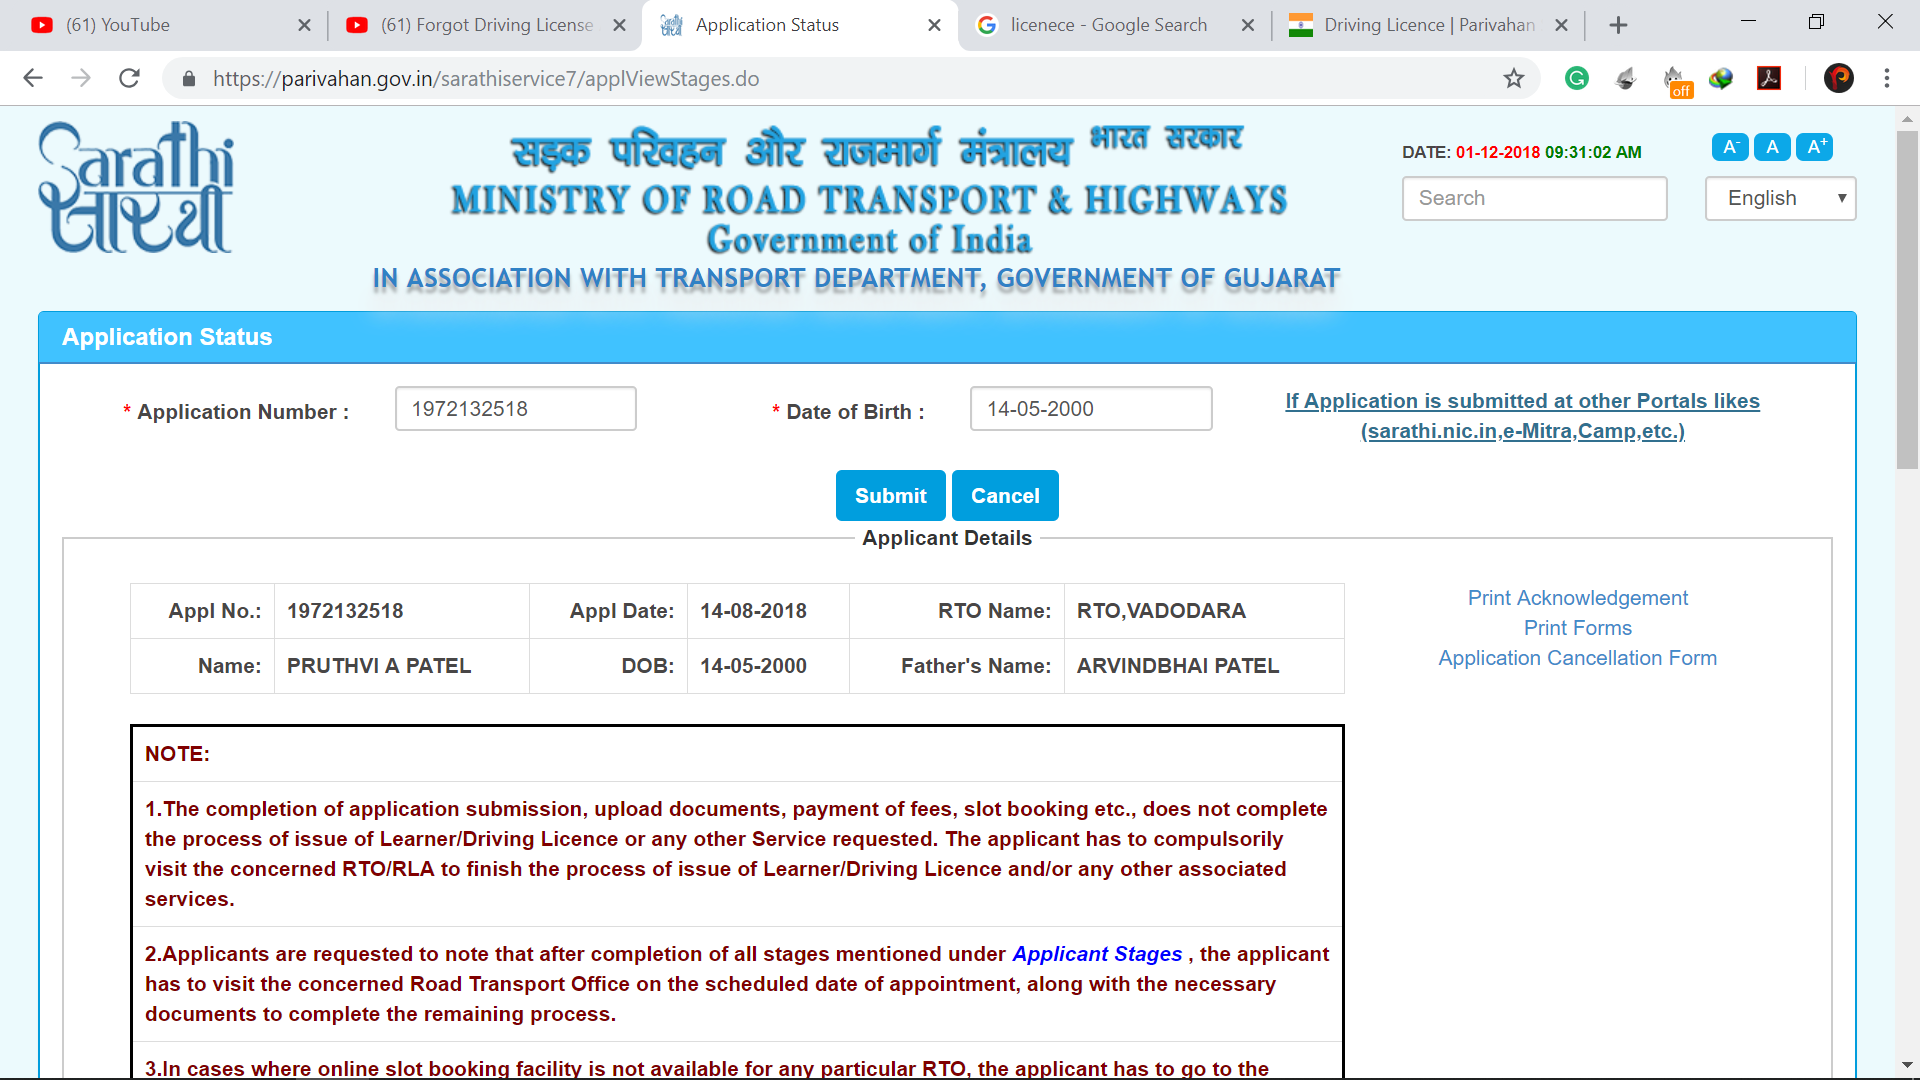 (61) YouTube
(61) Forgot Driving License
Application Status
licenece - Google Search
Driving Licence | Parivahan
https://parivahan.gov.in/sarathiservice7/applViewStages.do
off
Sarathi
सारथी
सड़क परिवहन और राजमार्ग मंत्रालय भारत सरकार
MINISTRY OF ROAD TRANSPORT & HIGHWAYS
Government of India
IN ASSOCIATION WITH TRANSPORT DEPARTMENT, GOVERNMENT OF GUJARAT
DATE: 01-12-2018 09:31:02 AM
A- A A+
Search
English
Application Status
* Application Number : 1972132518
* Date of Birth : 14-05-2000
If Application is submitted at other Portals likes
(sarathi.nic.in,e-Mitra,Camp,etc.)
Submit Cancel
Applicant Details
Appl No.: 1972132518 Appl Date: 14-08-2018 RTO Name: RTO,VADODARA
Name: PRUTHVI A PATEL DOB: 14-05-2000 Father's Name: ARVINDBHAI PATEL
Print Acknowledgement
Print Forms
Application Cancellation Form
NOTE:
1.The completion of application submission, upload documents, payment of fees, slot booking etc., does not complete
the process of issue of Learner/Driving Licence or any other Service requested. The applicant has to compulsorily
visit the concerned RTO/RLA to finish the process of issue of Learner/Driving Licence and/or any other associated
services.
2.Applicants are requested to note that after completion of all stages mentioned under Applicant Stages , the applicant
has to visit the concerned Road Transport Office on the scheduled date of appointment, along with the necessary
documents to complete the remaining process.
3.In cases where online slot booking facility is not available for any particular RTO, the applicant has to go to the